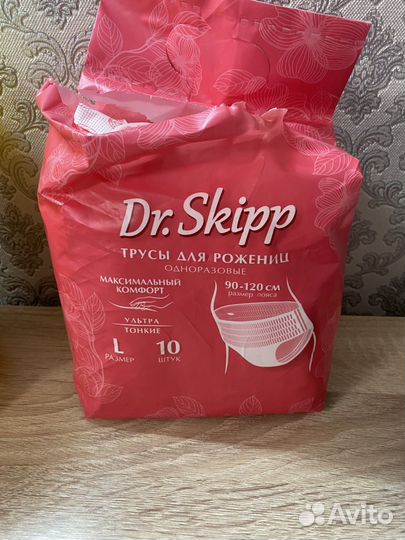 Dr. Skipp
ТРУСЫ ДЛЯ РОЖЕНИЦ
ОДНОРАЗОВЫЕ
МАКСИМАЛЬНЫЙ
КОМФОРТ
90-120 см
размер пояса
УЛЬТРА
ТОНКИЕ
L
РАЗМЕР
10
ШТУК
Avito